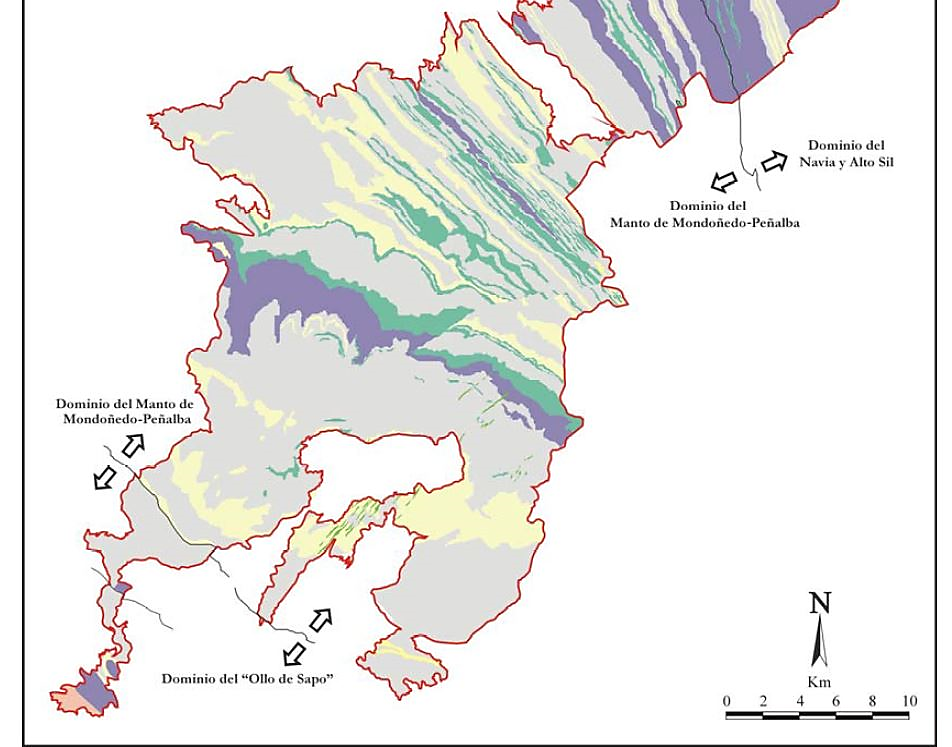 Dominio del
Navia y Alto Sil
Dominio del
Manto de Mondoñedo-Peñalba
Dominio del Manto de
Mondoñedo-Peñalba
Dominio del “Ollo de Sapo”
N
Km
0 2 4 6 8 10